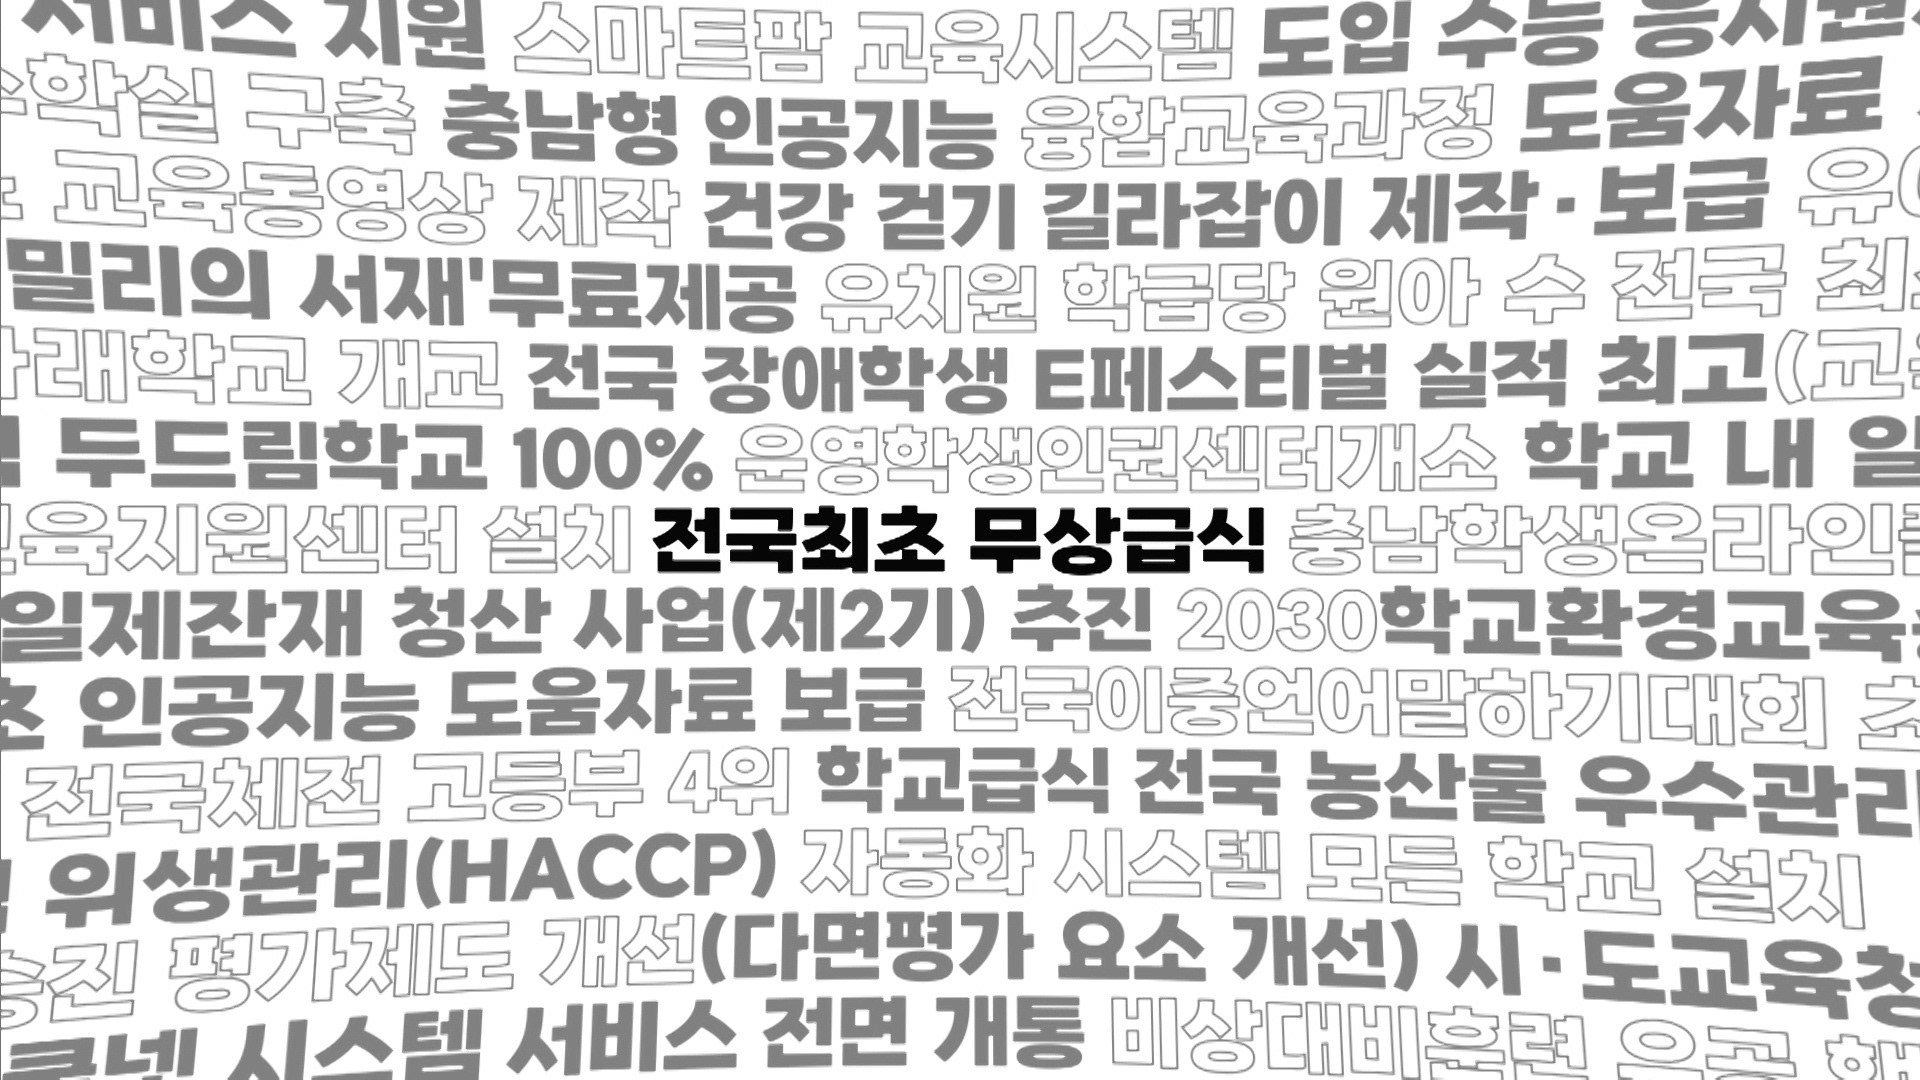 서비스 지원 스마트팜 교육시스템 도입 수능 응시원
수학실 구축 충남형 인공지능 융합교육과정 도움자료
초 교육동영상 제작 건강 걷기 길라잡이 제작·보급 유아
밀리의 서재'무료제공 유치원 학급당 원아 수 전국 최
래학교 개교 전국 장애학생 E페스티벌 실적 최고(교
두드림학교 100% 운영학생인권센터개소 학교 내 일
교육지원센터 설치 전국최초 무상급식 충남학생온라인
일제잔재 청산 사업(제2기) 추진 2030학교환경교육
초 인공지능 도움자료 보급 전국이중언어말하기대회 초
전국체전 고등부 4위 학교급식 전국 농산물 우수관리
위생관리(HACCP) 자동화 시스템 모든 학교 설치
승진 평가제도 개선(다면평가 요소 개선) 시·도교육청
쿨넷 시스템 서비스 전면 개통 비상대비훈련 유공